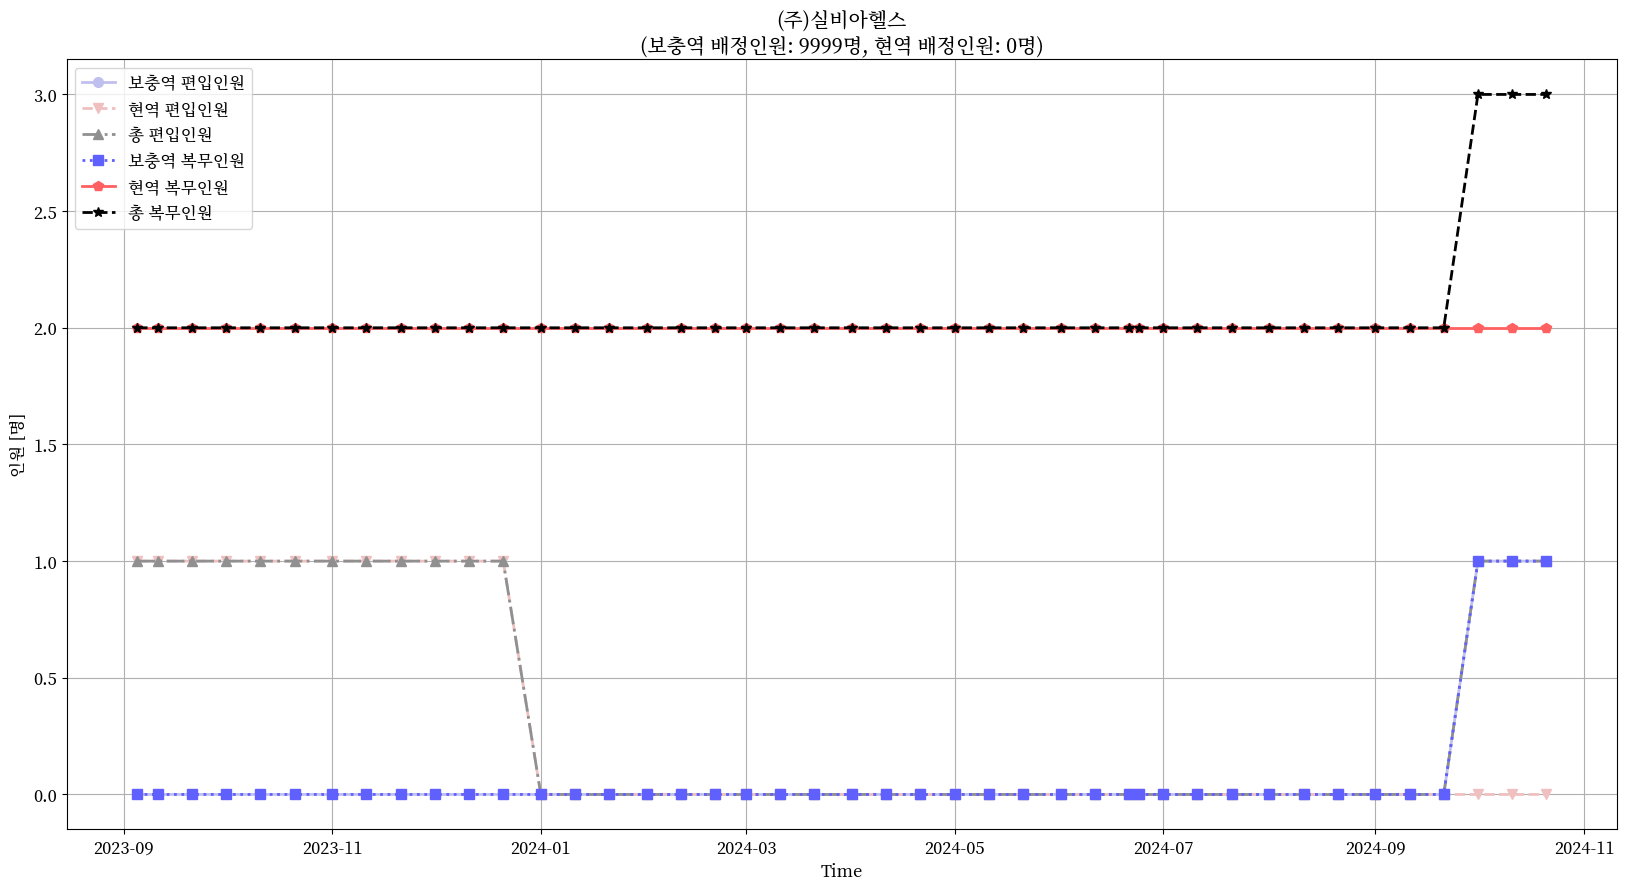 (주)실비아헬스
(보충역 배정인원: 9999명, 현역 배정인원: 0명)
보충역 편입인원
현역 편입인원
총 편입인원
보충역 복무인원
현역 복무인원
총 복무인원
3.0
2.5
2.0
1.5
1.0
0.5
0.0
인원 [명]
2023-09
2023-11
2024-01
2024-03
2024-05
2024-07
2024-09
2024-11
Time